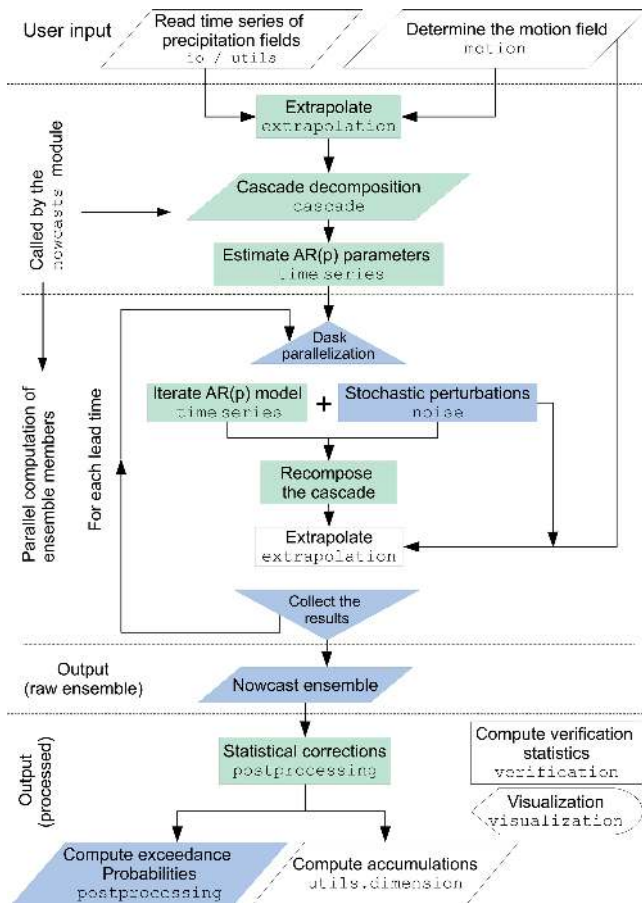 User input
Read time series of
precipitation fields
io / utils
Determine the motion field
motion
Called by the
nowcasts module
Extrapolate
extrapolation
Cascade decomposition
cascade
Estimate AR(p) parameters
timeseries
Parallel computation of
ensemble members
For each lead time
Dask
parallelization
Iterate AR(p) model
timeseries
+
Stochastic perturbations
noise
Recompose
the cascade
Extrapolate
extrapolation
Collect the
results
Output
(raw ensemble)
Nowcast ensemble
Output
(processed)
Statistical corrections
postprocessing
Compute verification
statistics
verification
Visualization
visualization
Compute exceedance
Probabilities
postprocessing
Compute accumulations
utils.dimension